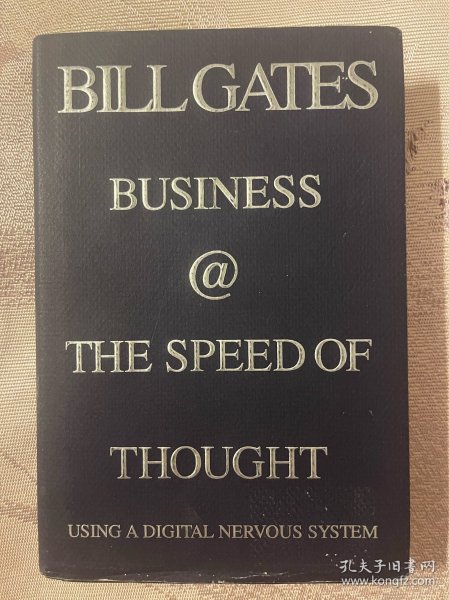 BILL GATES
BUSINESS
@
THE SPEED OF
THOUGHT
USING A DIGITAL NERVOUS SYSTEM
孔夫子旧书网
www.kongfz.com